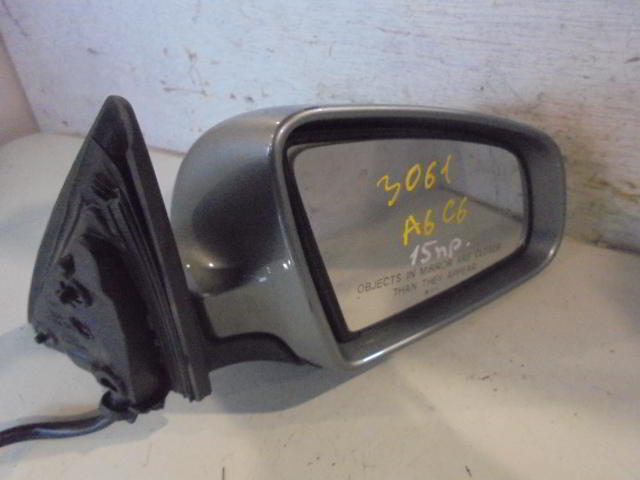 3061
A6 C6
15пр.
OBJECTS IN MIRROR ARE CLOSER
THAN THEY APPEAR